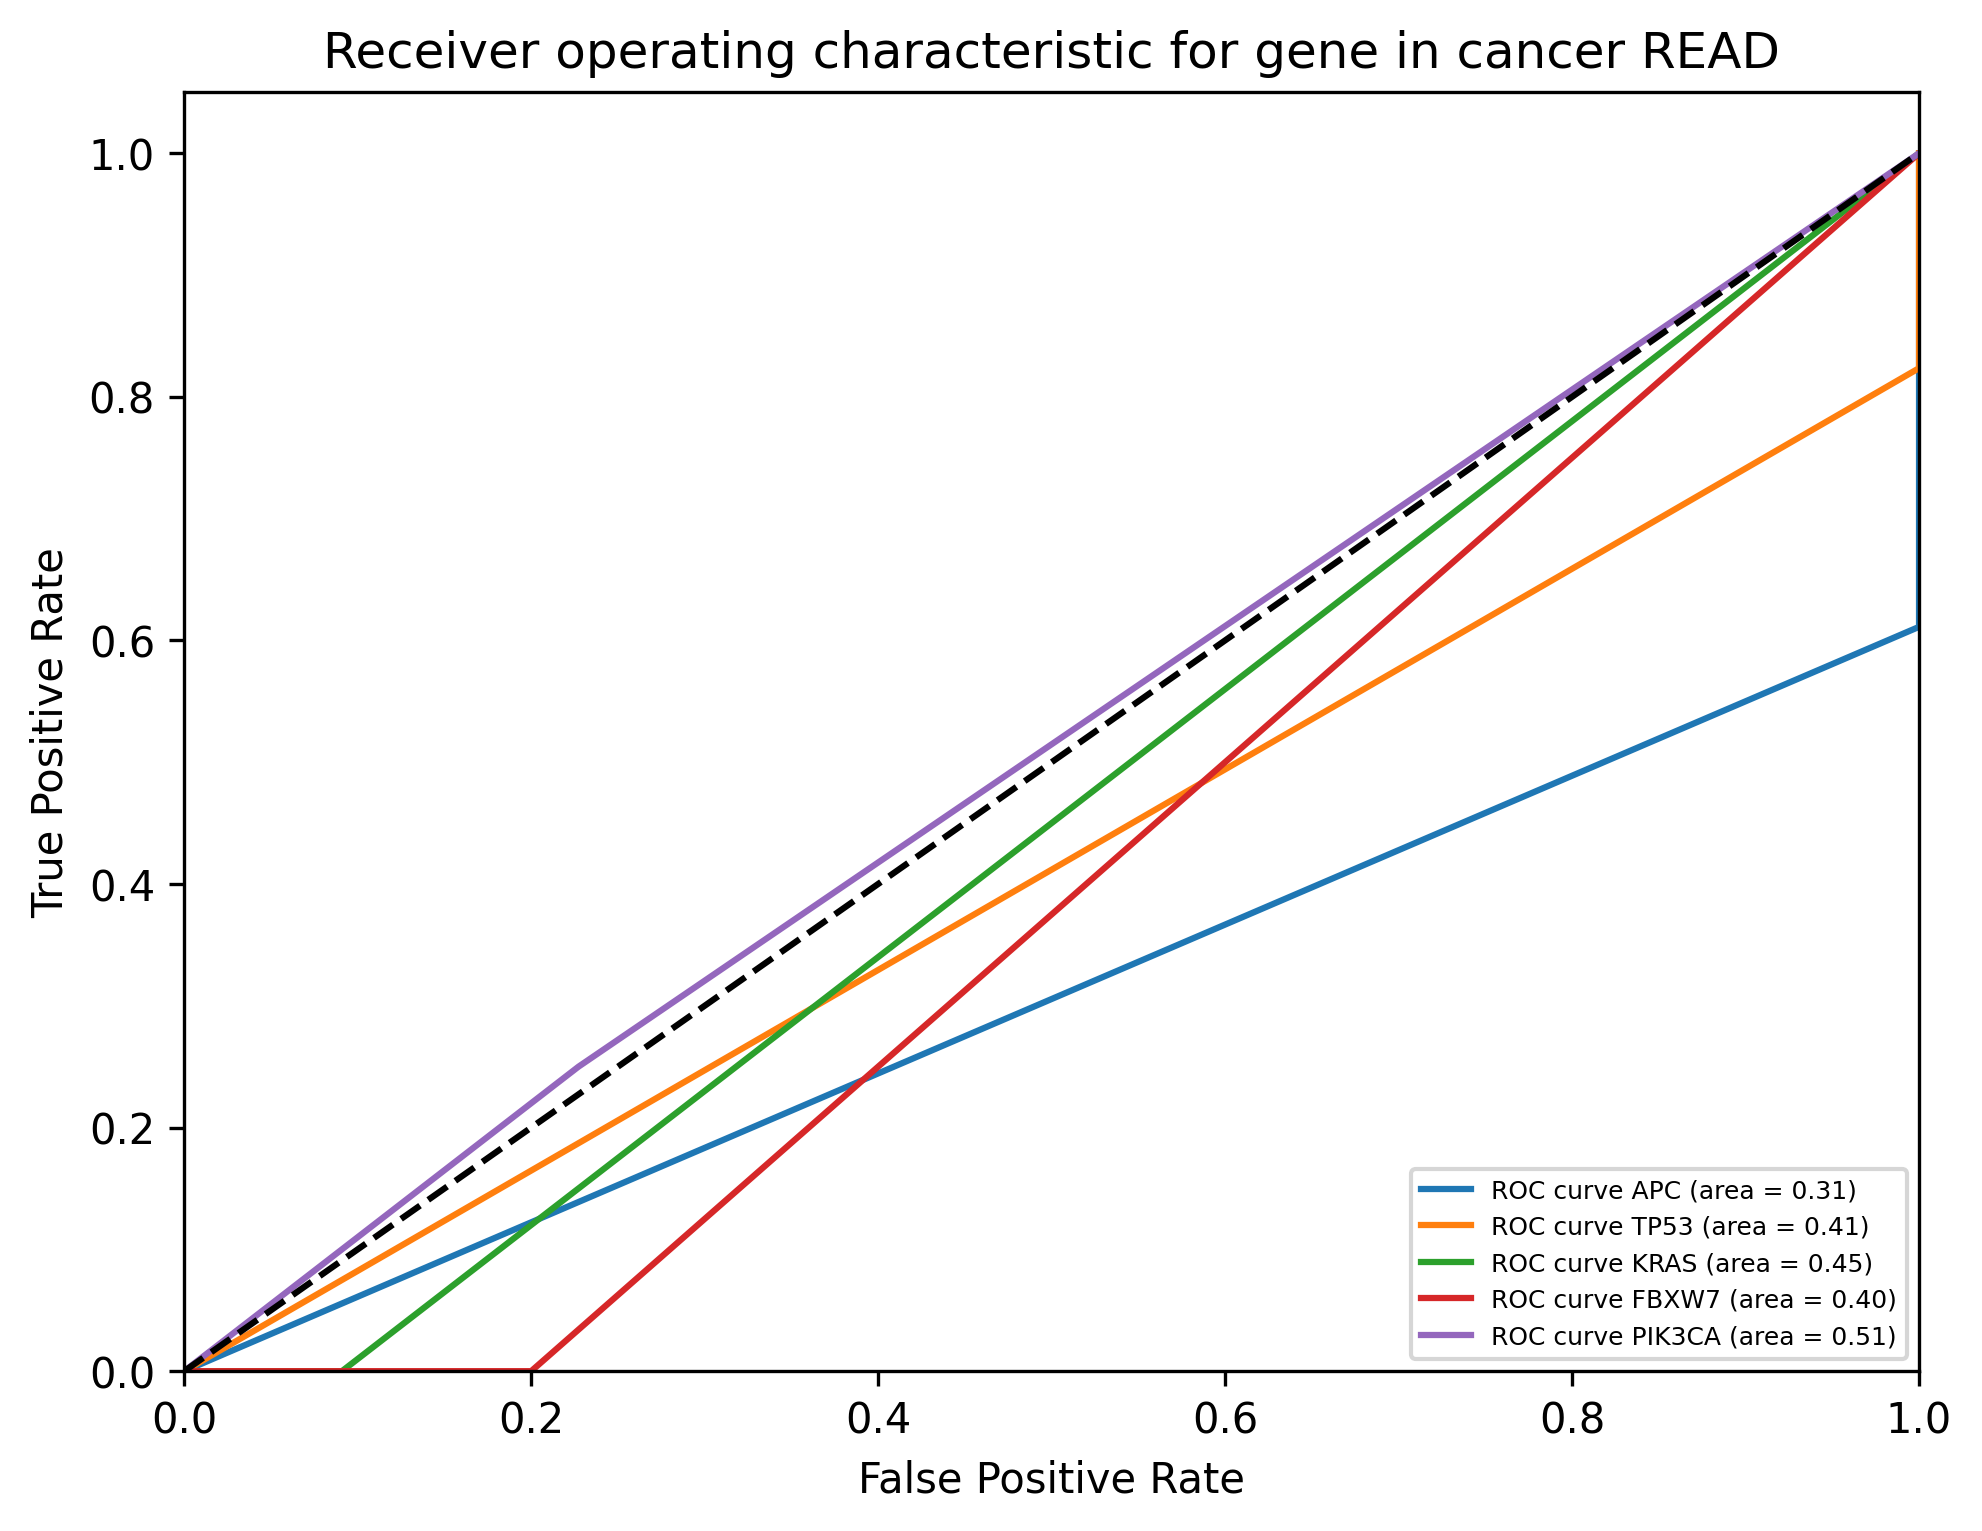 Receiver operating characteristic for gene in cancer READ
True Positive Rate
1.0
0.8
0.6
0.4
0.2
0.0
0.0 0.2 0.4 0.6 0.8 1.0
False Positive Rate
ROC curve APC (area = 0.31)
ROC curve TP53 (area = 0.41)
ROC curve KRAS (area = 0.45)
ROC curve FBXW7 (area = 0.40)
ROC curve PIK3CA (area = 0.51)